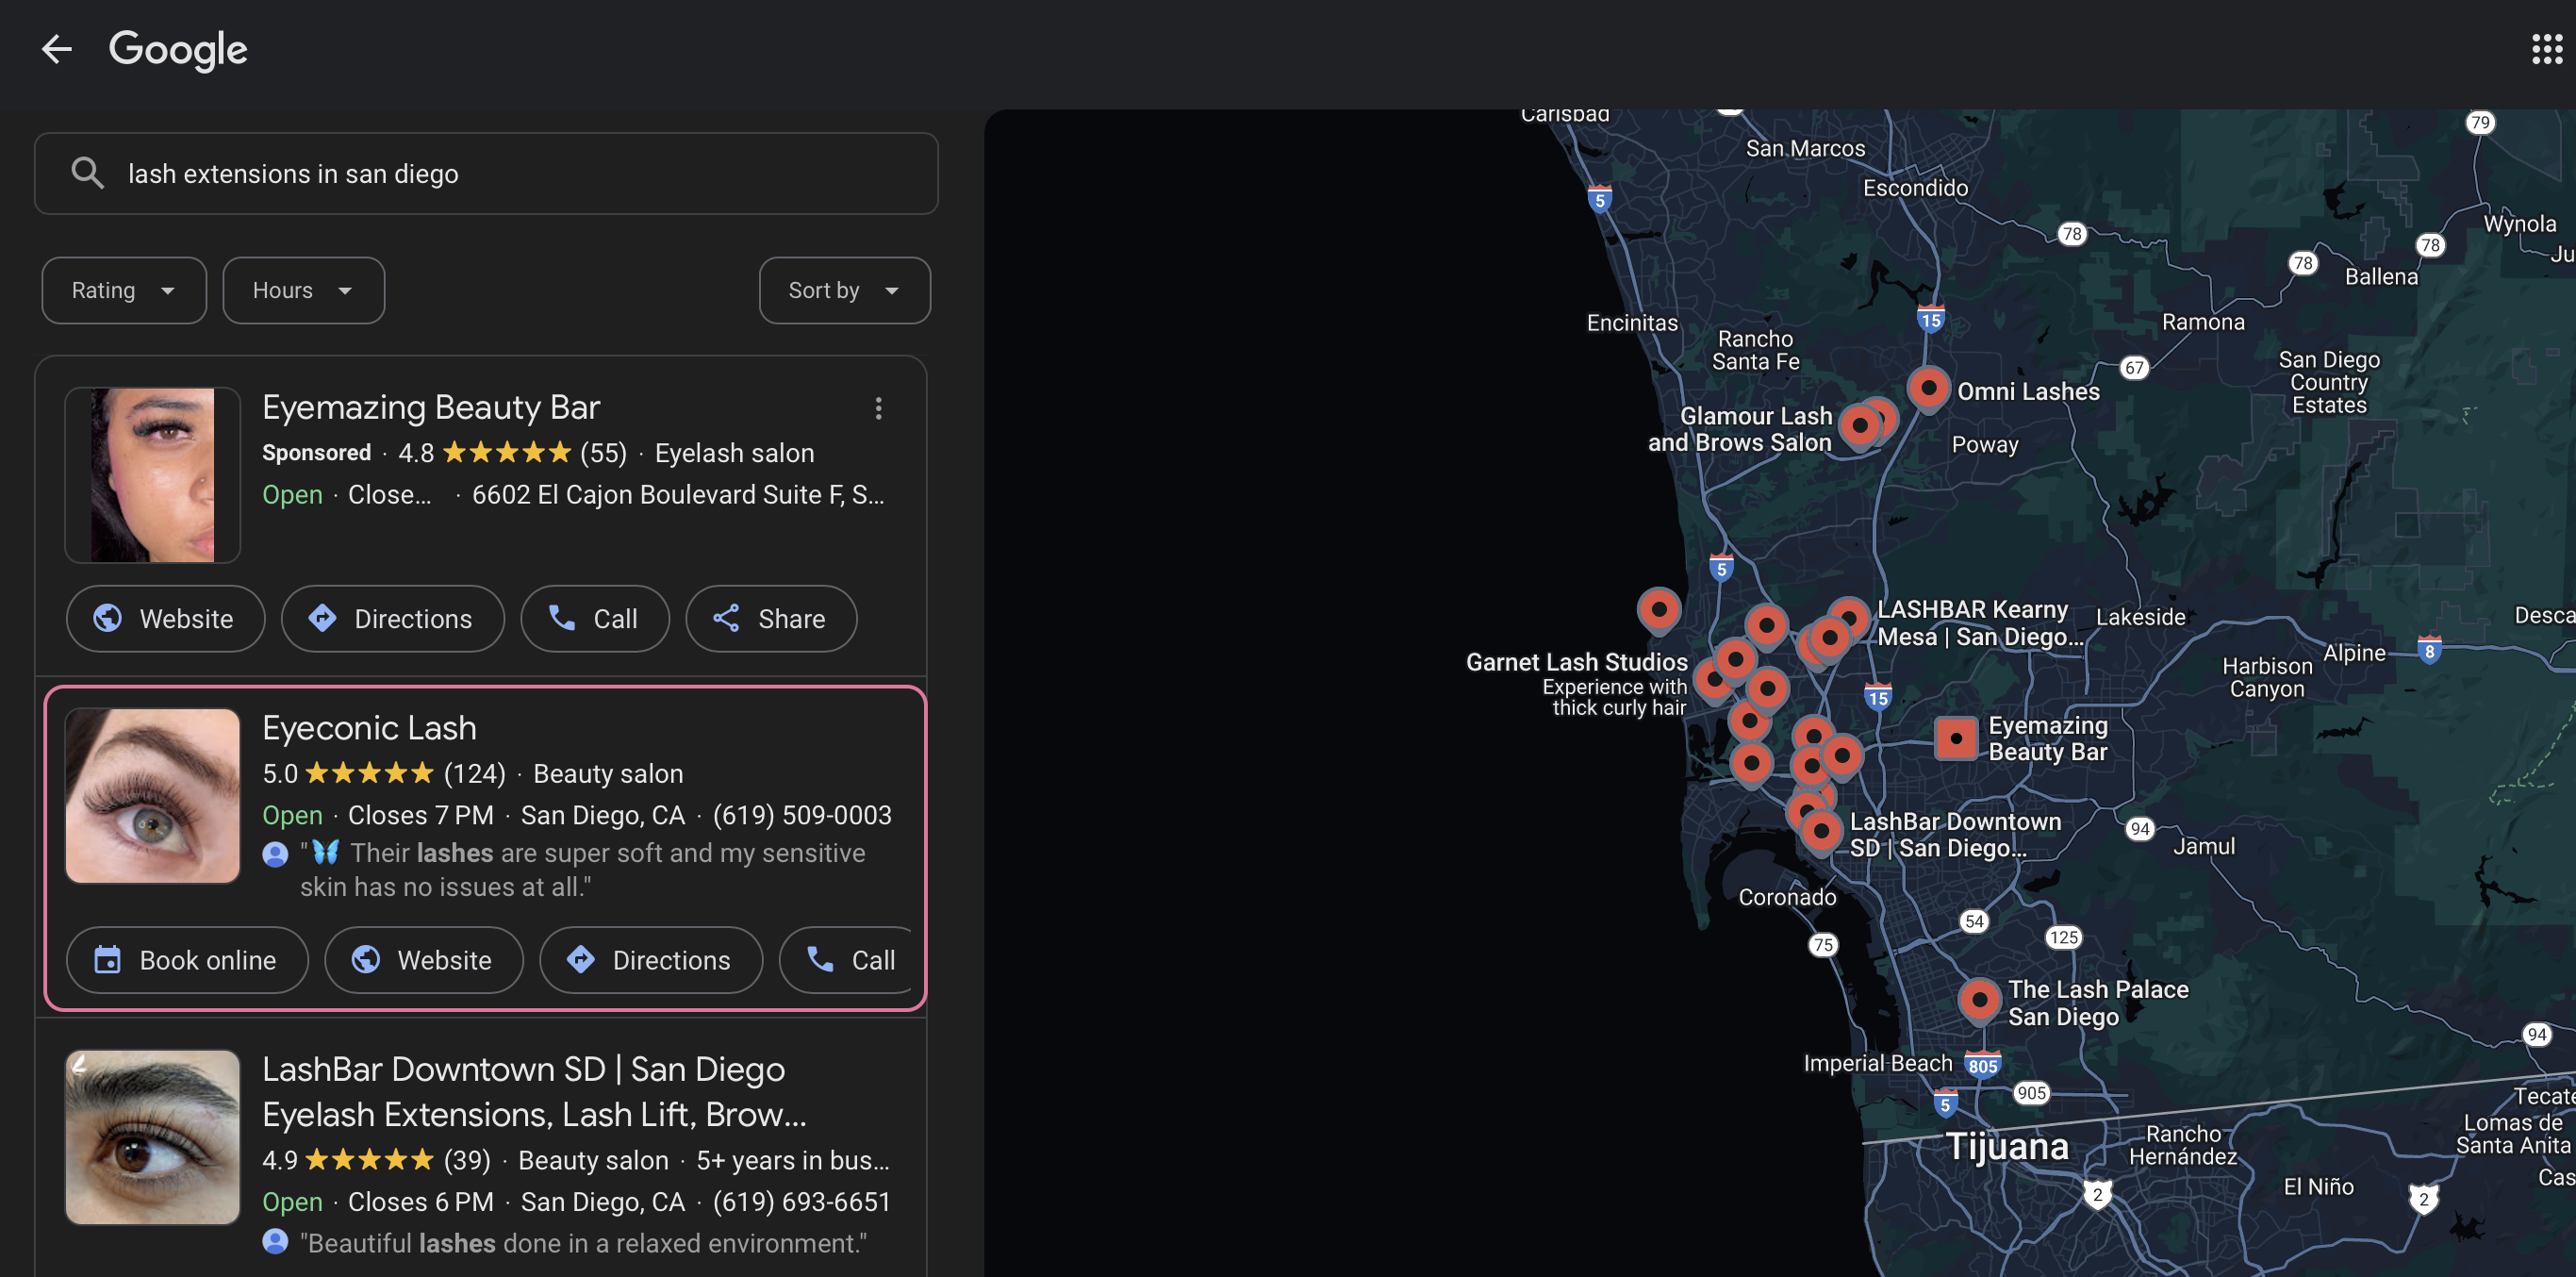 Google
lash extensions in san diego
Rating
Hours
Sort by
Eyemazing Beauty Bar
Sponsored · 4.8 (55) · Eyelash salon
Open · Close... · 6602 El Cajon Boulevard Suite F, S...
Website
Directions
Call
Share
Eyeconic Lash
5.0 (124) · Beauty salon
Open · Closes 7 PM · San Diego, CA · (619) 509-0003
"🦋 Their lashes are super soft and my sensitive
skin has no issues at all."
Book online
Website
Directions
Call
LashBar Downtown SD | San Diego
Eyelash Extensions, Lash Lift, Brow...
4.9 (39) · Beauty salon · 5+ years in bus...
Open · Closes 6 PM · San Diego, CA · (619) 693-6651
"Beautiful lashes done in a relaxed environment."
Carlsbad
79
San Marcos
Escondido
5
Wynola
78
78
78
Ju
Ballena
15
Encinitas
Ramona
Rancho
Santa Fe
67
San Diego
Country
Estates
Omni Lashes
Glamour Lash
and Brows Salon
Poway
5
LASHBAR Kearny
Mesa | San Diego...
Lakeside
Desca
Garnet Lash Studios
Experience with
thick curly hair
Harbison
Canyon
Alpine
8
15
Eyemazing
Beauty Bar
LashBar Downtown
SD | San Diego...
94
Jamul
Coronado
54
125
75
The Lash Palace
San Diego
94
Imperial Beach
805
905
5
Tecate
Lomas de
Santa Anita
Tijuana
Rancho
Hernández
Cas
El Niño
2
2